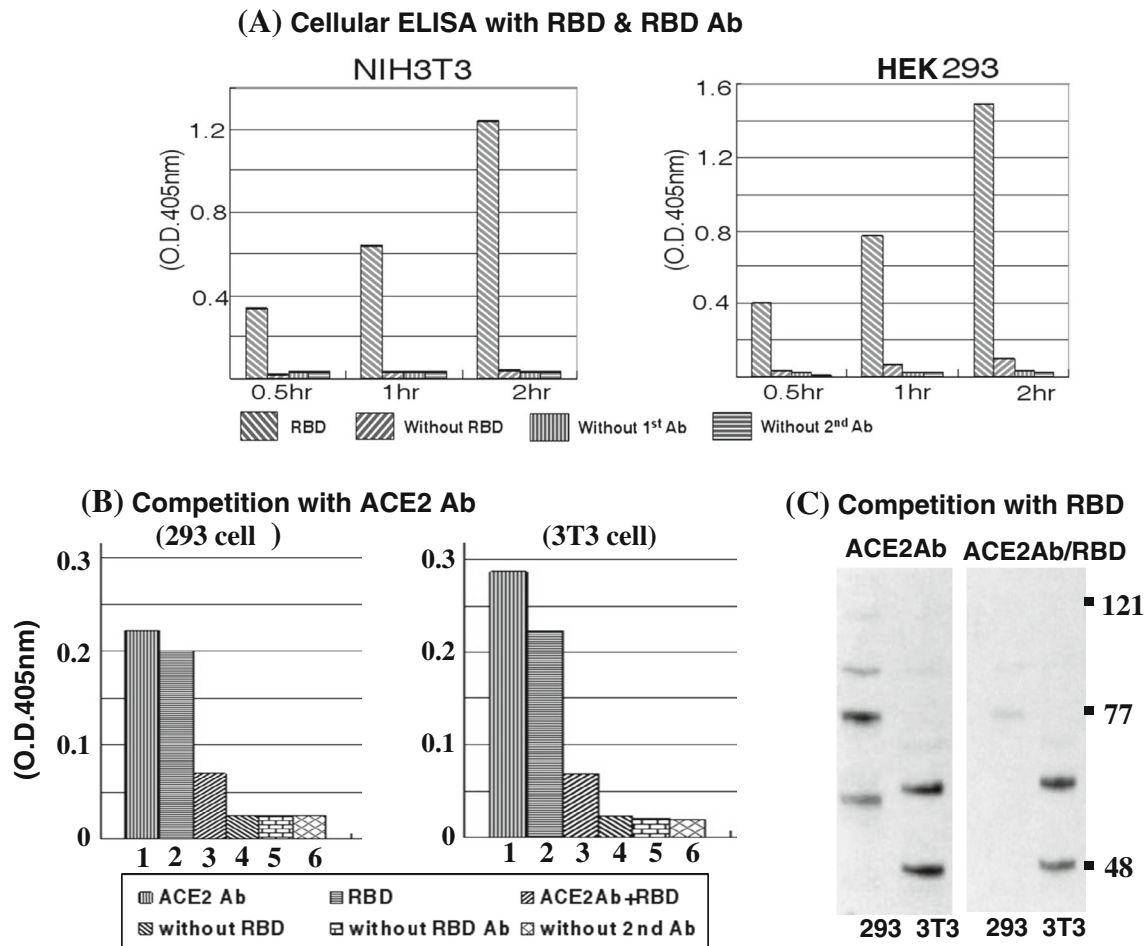 (A) Cellular ELISA with RBD & RBD Ab
NIH3T3
(O.D.405nm)
1.2
0.8
0.4
0.5hr 1hr 2hr
HEK293
(O.D.405nm)
1.6
1.2
0.8
0.4
0.5hr 1hr 2hr
RBD Without RBD Without 1st Ab Without 2nd Ab
(B) Competition with ACE2 Ab
(293 cell )
(O.D.405nm)
0.3
0.2
0.1
0
1 2 3 4 5 6
(3T3 cell)
0.3
0.2
0.1
0
1 2 3 4 5 6
ACE2 Ab RBD ACE2Ab+RBD
without RBD without RBD Ab without 2nd Ab
(C) Competition with RBD
ACE2Ab ACE2Ab/RBD
121
77
48
293 3T3 293 3T3